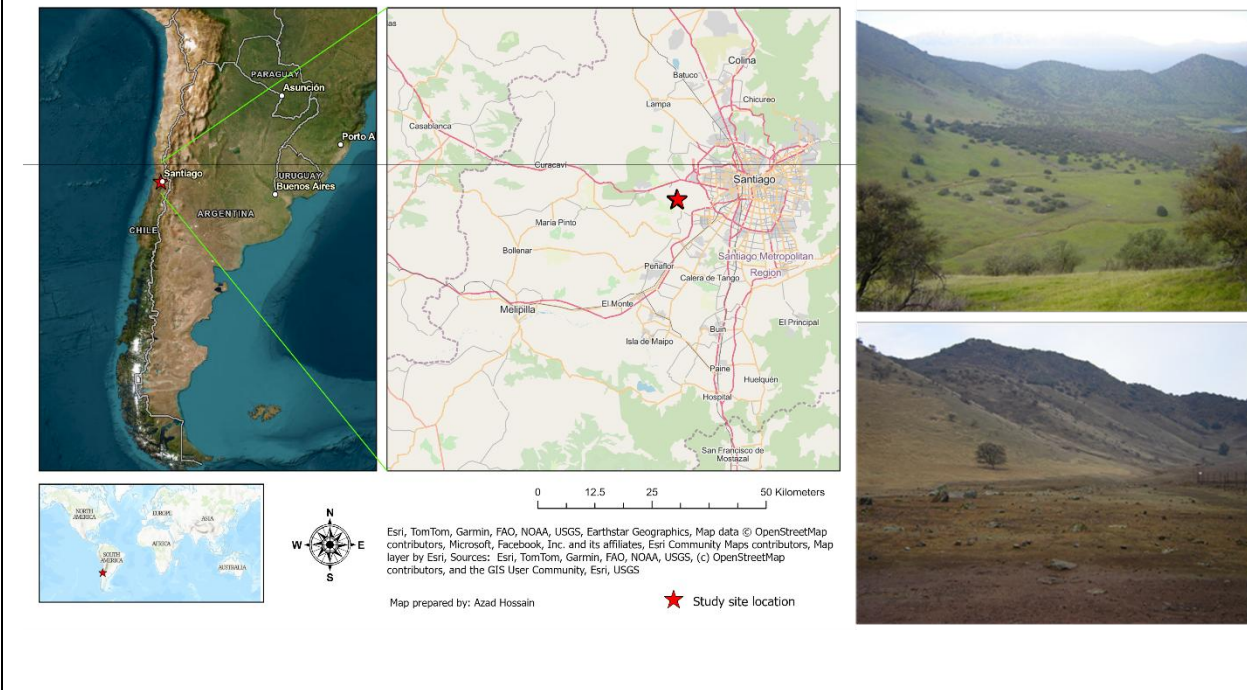 PARAGUAY
Asunción
Porto A
Santiago
URUGUAY
Buenos Aires
ARGENTINA
CHILE
Colina
Batuco
Chicureo
Lampa
Casablanca
Curacaví
Santiago
María Pinto
Bollenar
Santiago Metropolitan
Region
Peñaflor
Calera de Tango
El Monte
Melipilla
El Principal
Buin
Isla de Maipo
Paine
Huelquén
Hospital
San Francisco de
Mostazal
NORTH
AMERICA
EUROPE
ASIA
AFRICA
SOUTH
AMERICA
AUSTRALIA
N
W
E
S
0 12.5 25 50 Kilometers
Esri, TomTom, Garmin, FAO, NOAA, USGS, Earthstar Geographics, Map data © OpenStreetMap
contributors, Microsoft, Facebook, Inc. and its affiliates, Esri Community Maps contributors, Map
layer by Esri, Sources: Esri, TomTom, Garmin, FAO, NOAA, USGS, (c) OpenStreetMap
contributors, and the GIS User Community, Esri, USGS
Map prepared by: Azad Hossain
Study site location